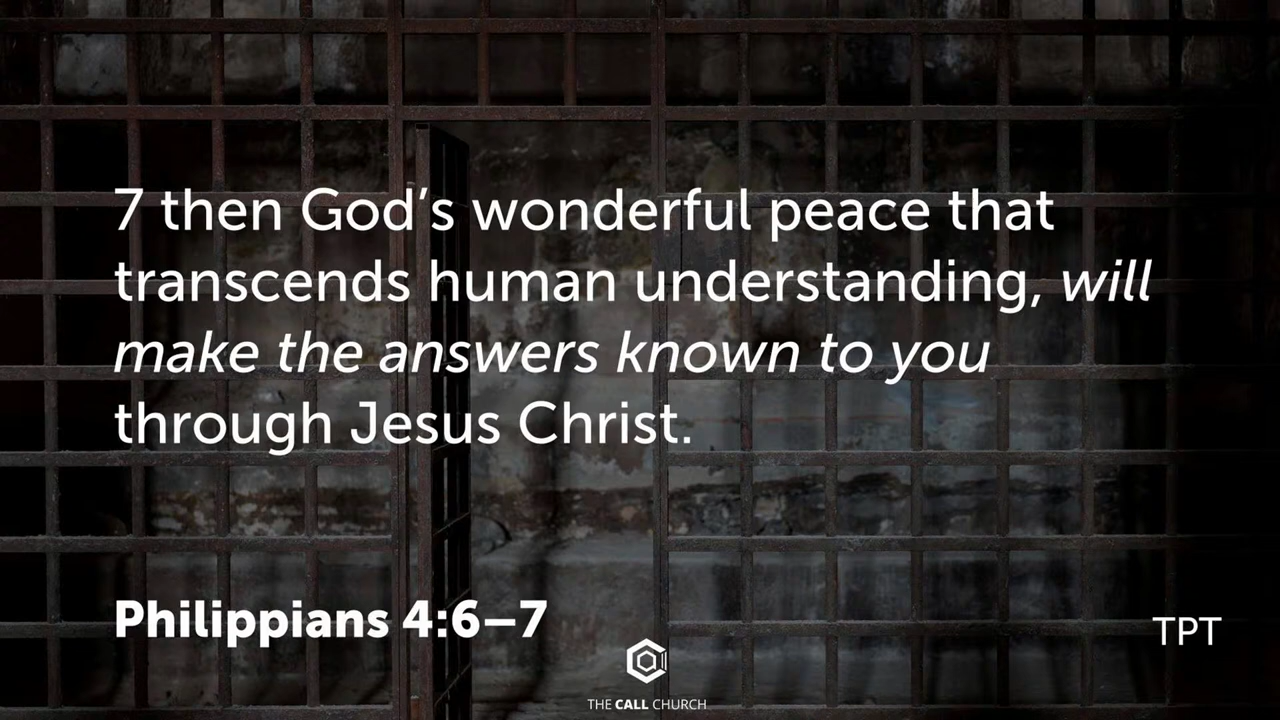 7 then God’s wonderful peace that
transcends human understanding, will
make the answers known to you
through Jesus Christ.
Philippians 4:6–7
TPT
THE CALL CHURCH